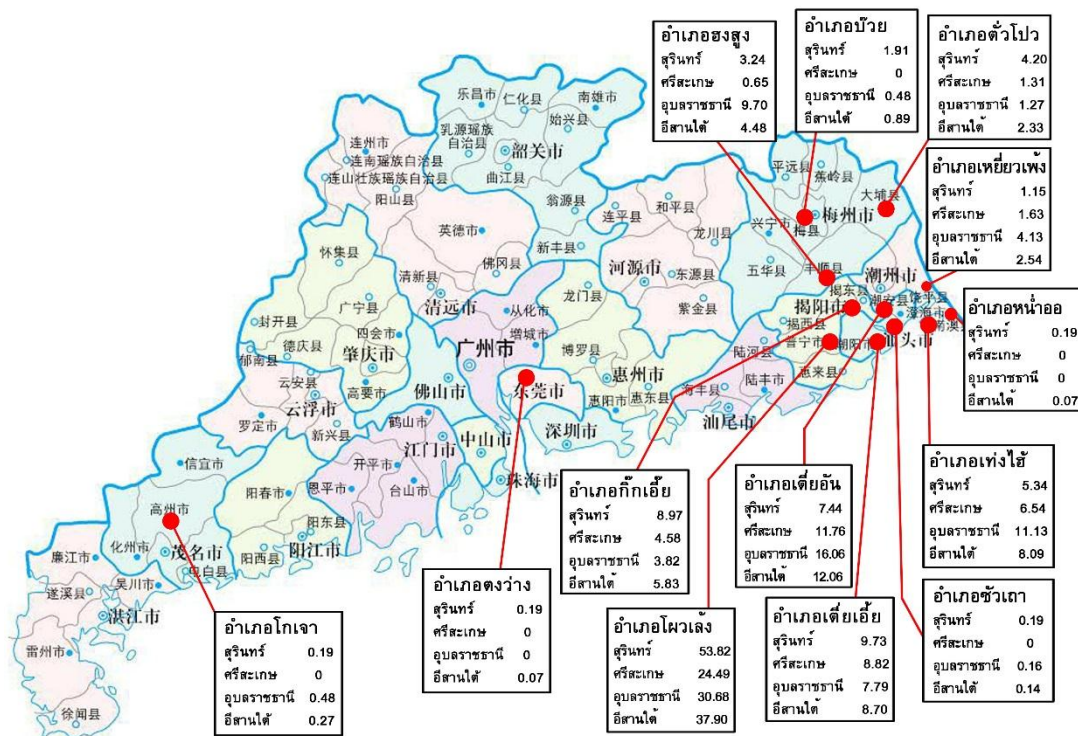 อำเภอฮงสูง
สุรินทร์ 3.24
ศรีสะเกษ 0.65
อุบลราชธานี 9.70
อีสานใต้ 4.48
อำเภอบ๊วย
สุรินทร์ 1.91
ศรีสะเกษ 0
อุบลราชธานี 0.48
อีสานใต้ 0.89
อำเภอตั่วโปว
สุรินทร์ 4.20
ศรีสะเกษ 1.31
อุบลราชธานี 1.27
อีสานใต้ 2.33
อำเภอเหยี่ยวเพ้ง
สุรินทร์ 1.15
ศรีสะเกษ 1.63
อุบลราชธานี 4.13
อีสานใต้ 2.54
อำเภอหน่ำออ
สุรินทร์ 0.19
ศรีสะเกษ 0
อุบลราชธานี 0
อีสานใต้ 0.07
乐昌市
仁化县
南雄市
连州市
乳源瑶族
自治县
始兴县
韶关市
连南瑶族自治县
连山壮族瑶族自治县
曲江县
阳山县
翁源县
连平县
和平县
平远县
蕉岭县
大埔县
梅州市
兴宁市
梅县
龙川县
英德市
新丰县
怀集县
佛冈县
清新县
清远市
河源市
东源县
五华县
丰顺县
潮州市
揭东县
饶平县
潮安县
揭阳市
澄海市
南澳县
汕头市
广宁县
从化市
龙门县
紫金县
揭西县
封开县
四会市
增城市
普宁市
潮阳市
德庆县
肇庆市
广州市
博罗县
陆河县
惠来县
郁南县
云安县
高要市
佛山市
东莞市
惠州市
海丰县
陆丰市
云浮市
惠阳市
惠东县
罗定市
新兴县
鹤山市
中山市
深圳市
汕尾市
江门市
信宜市
开平市
珠海市
阳春市
恩平市
台山市
高州市
阳东县
化州市
茂名市
阳西县
阳江市
廉江市
电白县
吴川市
遂溪县
湛江市
雷州市
徐闻县
อำเภอกิ๊กเอี๊ย
สุรินทร์ 8.97
ศรีสะเกษ 4.58
อุบลราชธานี 3.82
อีสานใต้ 5.83
อำเภอเตี่ยอัน
สุรินทร์ 7.44
ศรีสะเกษ 11.76
อุบลราชธานี 16.06
อีสานใต้ 12.06
อำเภอเท่งไฮ้
สุรินทร์ 5.34
ศรีสะเกษ 6.54
อุบลราชธานี 11.13
อีสานใต้ 8.09
อำเภอโกเจา
สุรินทร์ 0.19
ศรีสะเกษ 0
อุบลราชธานี 0.48
อีสานใต้ 0.27
อำเภอตงว่าง
สุรินทร์ 0.19
ศรีสะเกษ 0
อุบลราชธานี 0
อีสานใต้ 0.07
อำเภอโผวเล้ง
สุรินทร์ 53.82
ศรีสะเกษ 24.49
อุบลราชธานี 30.68
อีสานใต้ 37.90
อำเภอเตี่ยเอี้ย
สุรินทร์ 9.73
ศรีสะเกษ 8.82
อุบลราชธานี 7.79
อีสานใต้ 8.70
อำเภอซัวเถา
สุรินทร์ 0.19
ศรีสะเกษ 0
อุบลราชธานี 0.16
อีสานใต้ 0.14